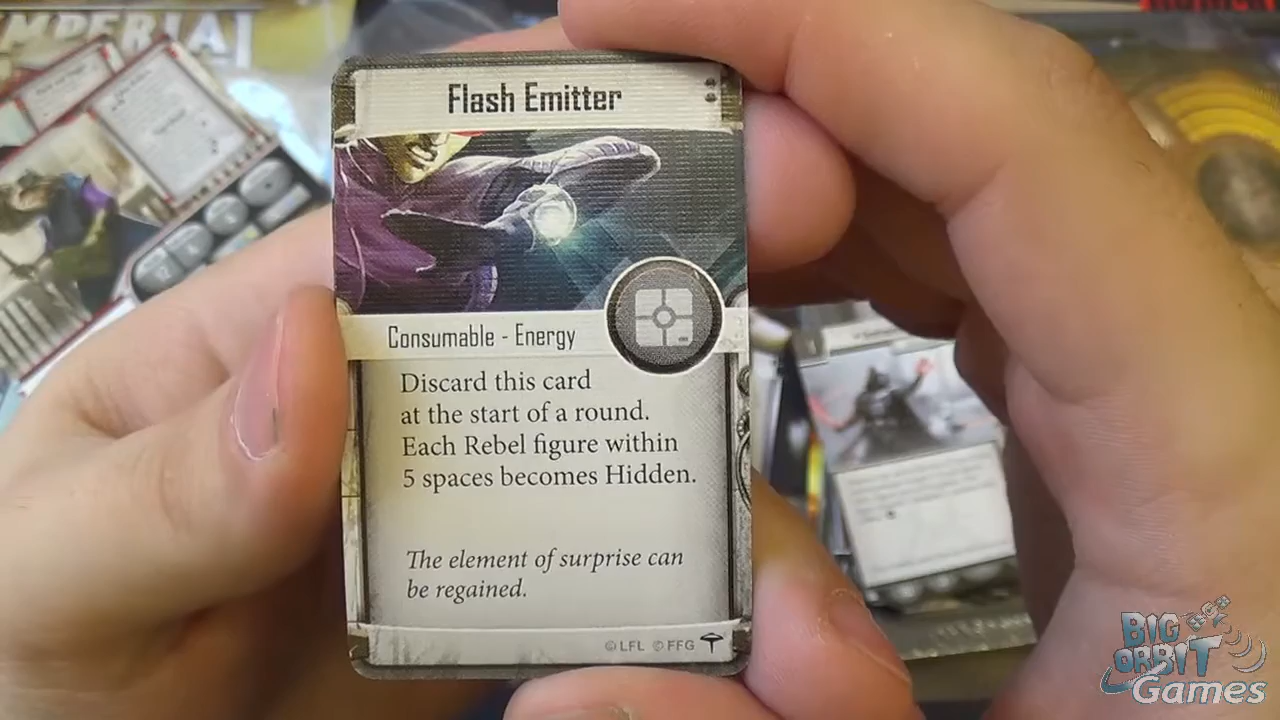 IMPERIAL
Flash Emitter
Consumable - Energy
Discard this card
at the start of a round.
Each Rebel figure within
5 spaces becomes Hidden.
The element of surprise can
be regained.
©LFL ©FFG
BIG
ORBIT
Games